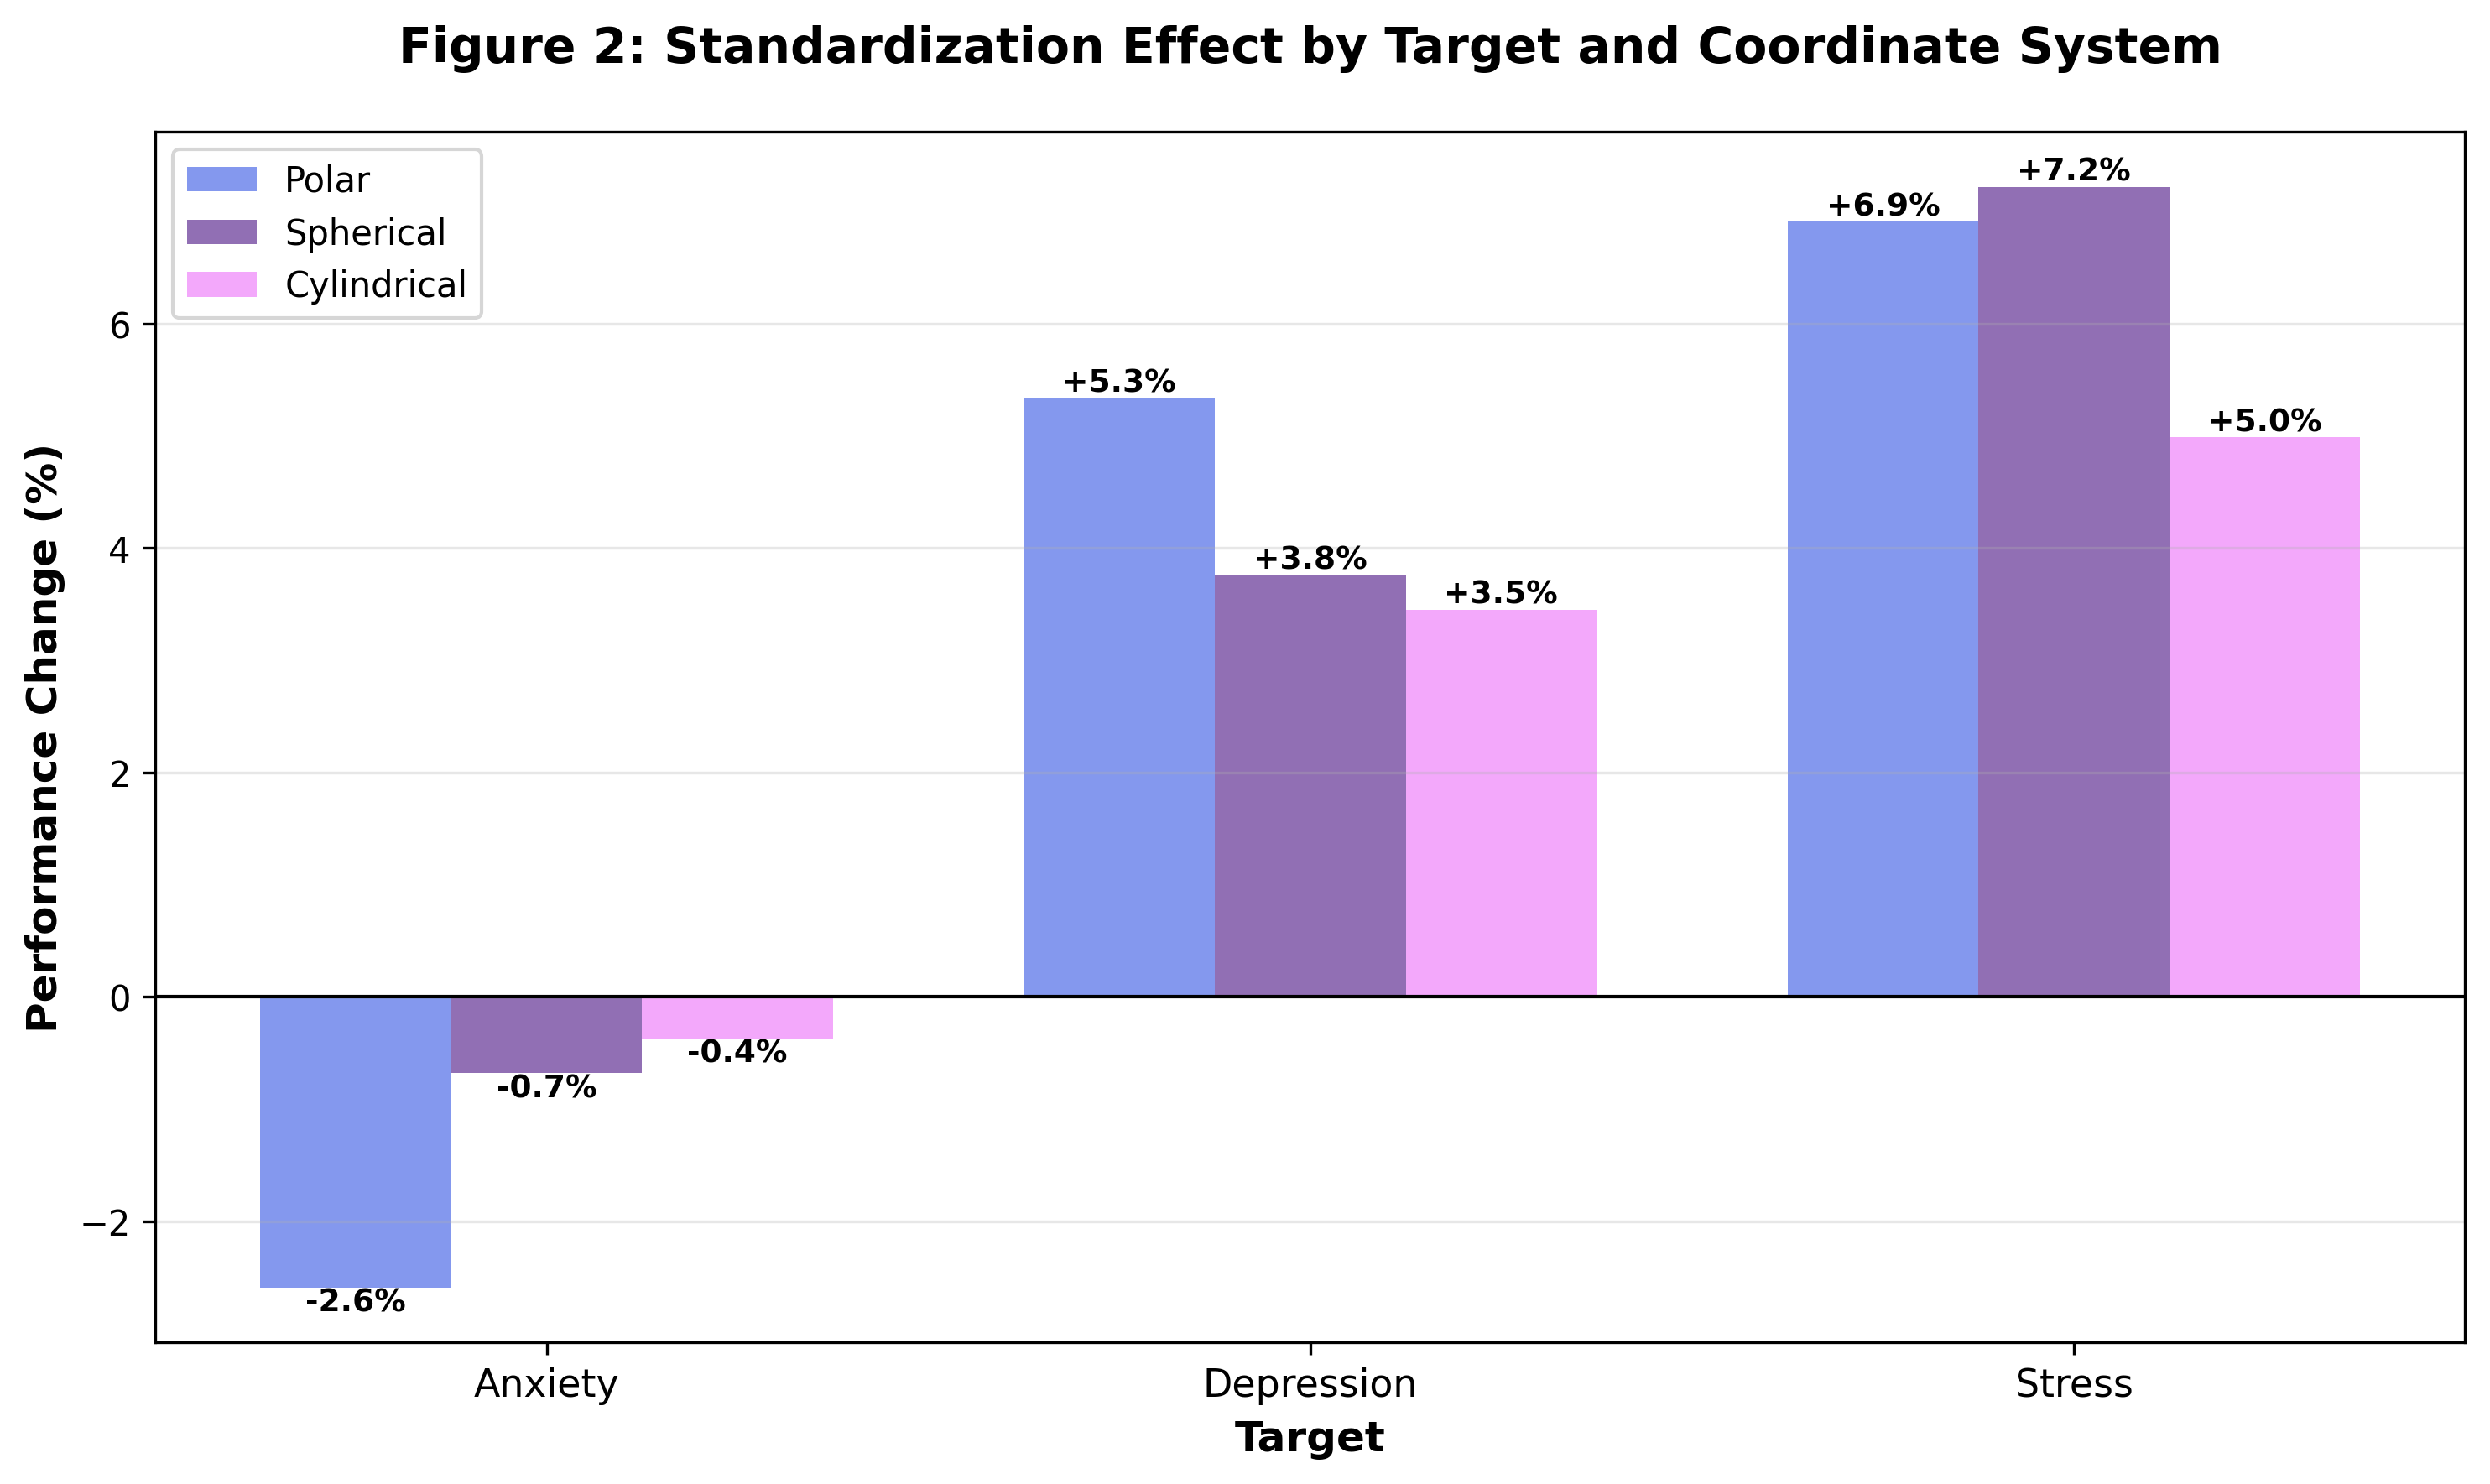 Figure 2: Standardization Effect by Target and Coordinate System
Polar
Spherical
Cylindrical
Performance Change (%)
6
4
2
0
−2
-2.6%
-0.7%
-0.4%
+5.3%
+3.8%
+3.5%
+6.9%
+7.2%
+5.0%
Anxiety
Depression
Stress
Target